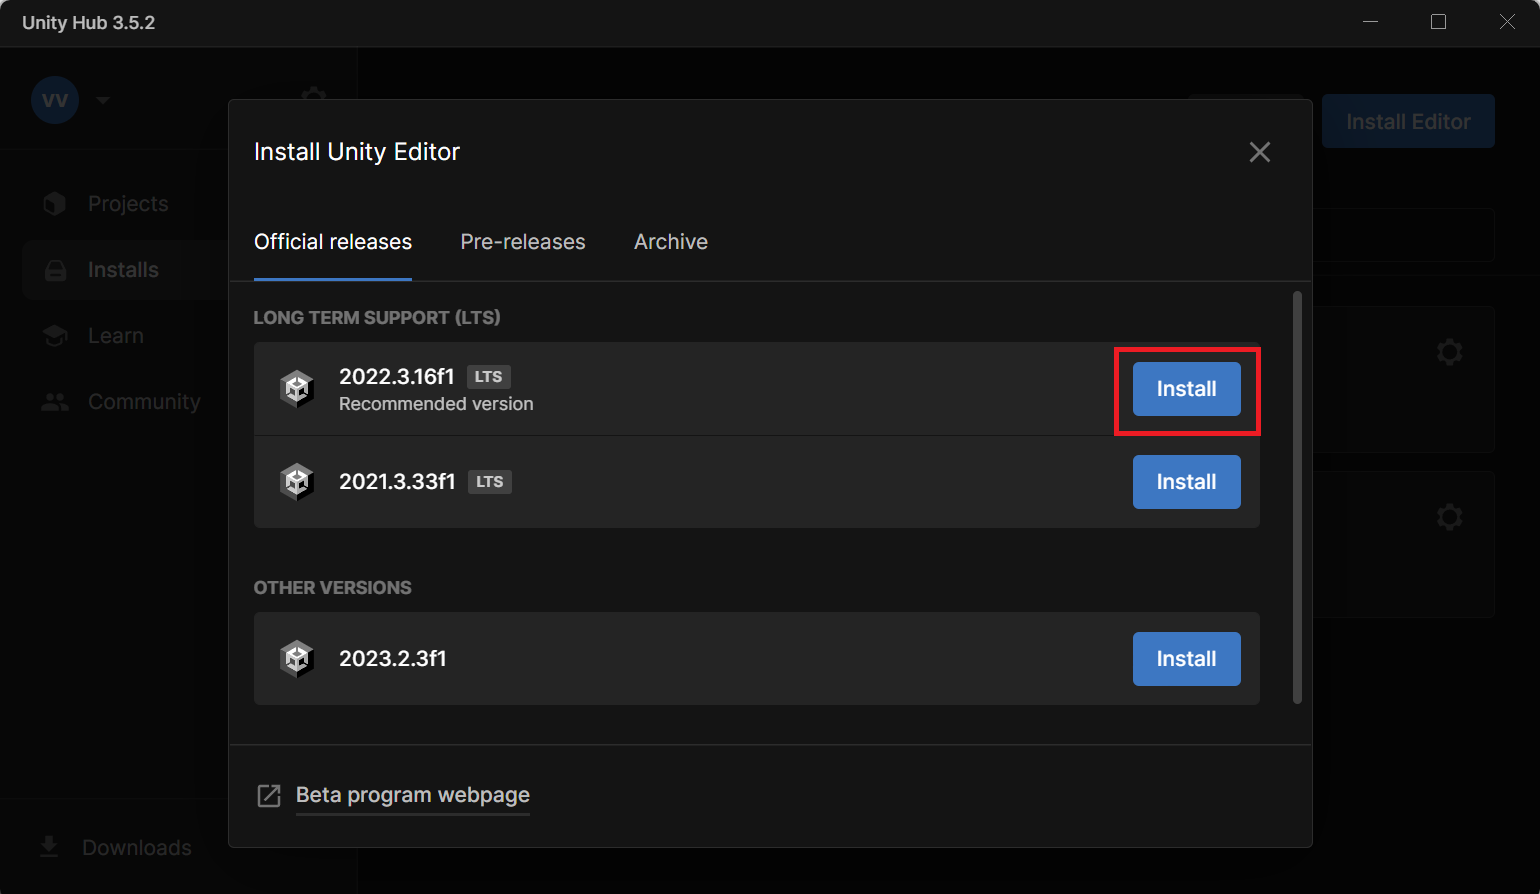 Unity Hub 3.5.2
VV
Install Editor
Projects
Installs
Learn
Community
Downloads
Install Unity Editor
Official releases
Pre-releases
Archive
LONG TERM SUPPORT (LTS)
2022.3.16f1 LTS
Recommended version
Install
2021.3.33f1 LTS
Install
OTHER VERSIONS
2023.2.3f1
Install
Beta program webpage